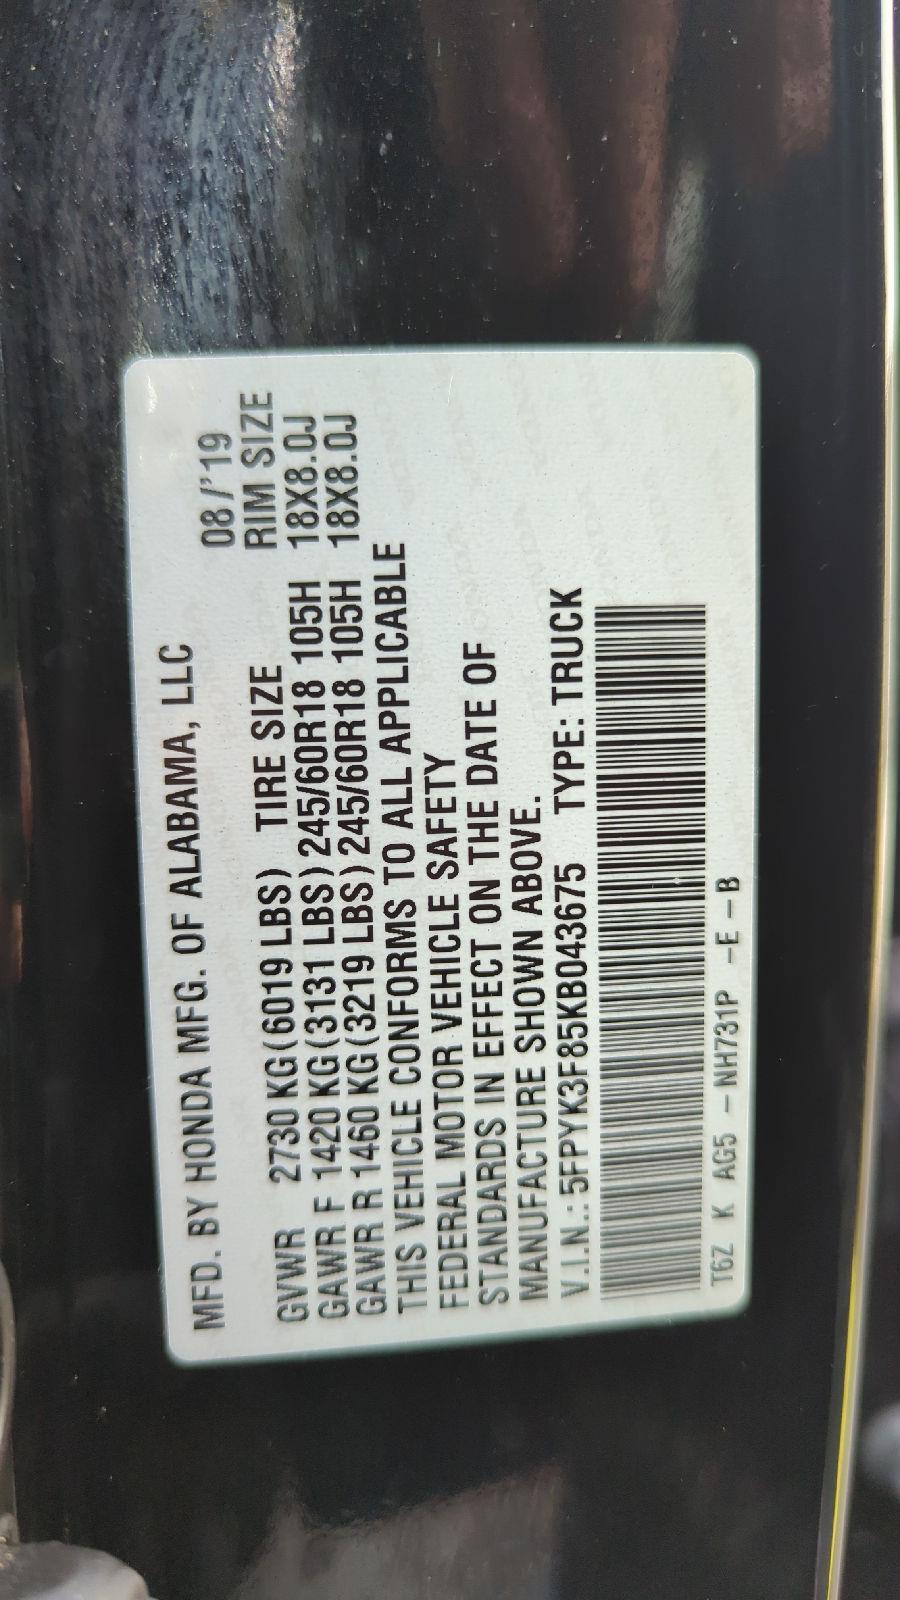 MFD. BY HONDA MFG. OF ALABAMA, LLC
08/'19
TIRE SIZE RIM SIZE
GVWR 2730 KG(6019 LBS)
GAWR F 1420 KG(3131 LBS) 245/60R18 105H 18X8.0J
GAWR R 1460 KG(3219 LBS) 245/60R18 105H 18X8.0J
THIS VEHICLE CONFORMS TO ALL APPLICABLE
FEDERAL MOTOR VEHICLE SAFETY
STANDARDS IN EFFECT ON THE DATE OF
MANUFACTURE SHOWN ABOVE.
V.I.N.: 5FPYK3F85KB043675 TYPE: TRUCK
T6Z K AG5 -NH731P -E -B